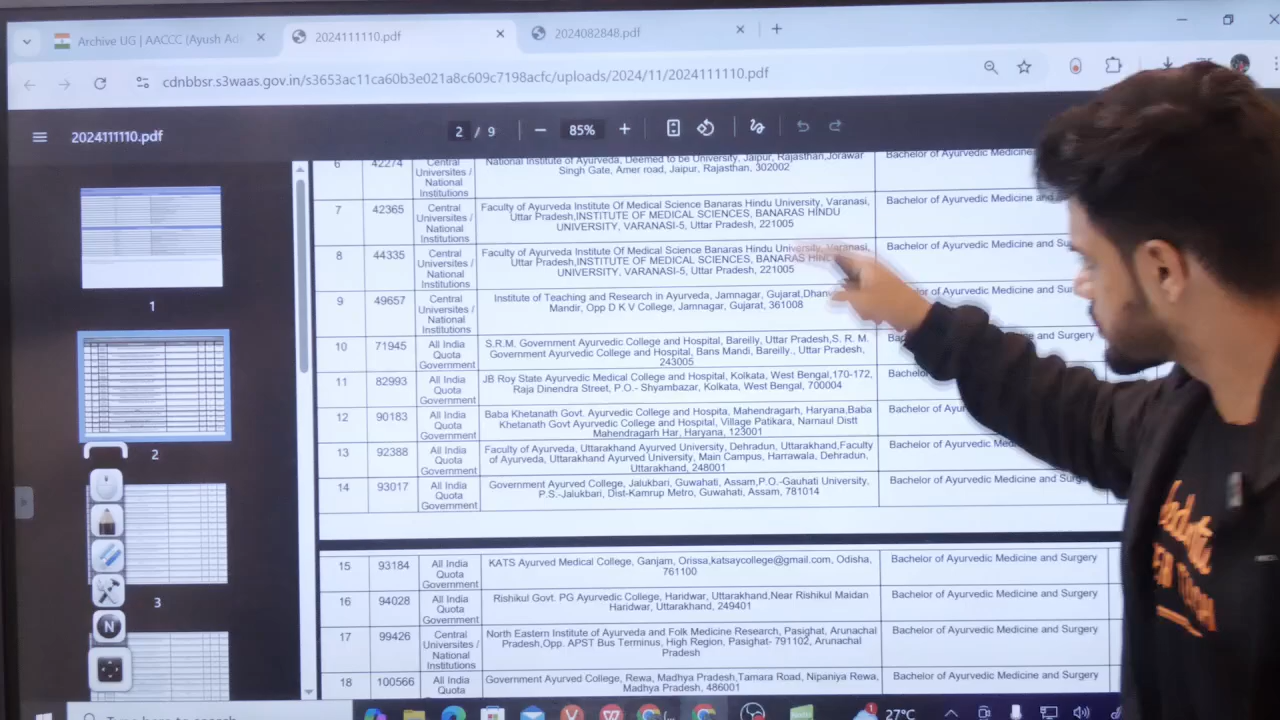 Archive UG | AACCC (Ayush Ad
2024111110.pdf
2024082848.pdf
cdnbbsr.s3waas.gov.in/s3653ac11ca60b3e021a8c609c7198acfc/uploads/2024/11/2024111110.pdf
2024111110.pdf
2 / 9
85%
1
2
3
6 42274 Central Universites / National Institutions National Institute of Ayurveda, Deemed to be University, Jaipur, Rajasthan,Jorawar Singh Gate, Amer road, Jaipur, Rajasthan, 302002 Bachelor of Ayurvedic Medicine
7 42365 Central Universites / National Institutions Faculty of Ayurveda Institute Of Medical Science Banaras Hindu University, Varanasi, Uttar Pradesh,INSTITUTE OF MEDICAL SCIENCES, BANARAS HINDU UNIVERSITY, VARANASI-5, Uttar Pradesh, 221005 Bachelor of Ayurvedic Medicine and
8 44335 Central Universites / National Institutions Faculty of Ayurveda Institute Of Medical Science Banaras Hindu University, Varanasi, Uttar Pradesh,INSTITUTE OF MEDICAL SCIENCES, BANARAS HINDU UNIVERSITY, VARANASI-5, Uttar Pradesh, 221005 Bachelor of Ayurvedic Medicine and Su
9 49657 Central Universites / National Institutions Institute of Teaching and Research in Ayurveda, Jamnagar, Gujarat,Dhan Mandir, Opp D K V College, Jamnagar, Gujarat, 361008 of Ayurvedic Medicine and Su
10 71945 All India Quota Government S.R.M. Government Ayurvedic College and Hospital, Bareilly, Uttar Pradesh,S. R. M. Government Ayurvedic College and Hospital, Bans Mandi, Bareilly., Uttar Pradesh, 243005 Ba and Surgery
11 82993 All India Quota Government JB Roy State Ayurvedic Medical College and Hospital, Kolkata, West Bengal,170-172, Raja Dinendra Street, P.O.- Shyambazar, Kolkata, West Bengal, 700004 Bachelo
12 90183 All India Quota Government Baba Khetanath Govt. Ayurvedic College and Hospita, Mahendragarh, Haryana,Baba Khetanath Govt Ayurvedic College and Hospital, Village Patikara, Narnaul Distt Mahendragarh Har, Haryana, 123001 Bachelor of Ayur
13 92388 All India Quota Government Faculty of Ayurveda, Uttarakhand Ayurved University, Dehradun, Uttarakhand,Faculty of Ayurveda, Uttarakhand Ayurved University, Main Campus, Harrawala, Dehradun, Uttarakhand, 248001 Bachelor of Ayurvedic Medicine
14 93017 All India Quota Government Government Ayurved College, Jalukbari, Guwahati, Assam,P.O.-Gauhati University, P.S.-Jalukbari, Dist-Kamrup Metro, Guwahati, Assam, 781014 Bachelor of Ayurvedic Medicine and Surge
15 93184 All India Quota Government KATS Ayurved Medical College, Ganjam, Orissa,katsaycollege@gmail.com, Odisha, 761100 Bachelor of Ayurvedic Medicine and Surgery
16 94028 All India Quota Government Rishikul Govt. PG Ayurvedic College, Haridwar, Uttarakhand,Near Rishikul Maidan Haridwar, Uttarakhand, 249401 Bachelor of Ayurvedic Medicine and Surgery
17 99426 Central Universities / National Institutions North Eastern Institute of Ayurveda and Folk Medicine Research, Pasighat, Arunachal Pradesh,Opp. APST Bus Terminus, High Region, Pasighat- 791102, Arunachal Pradesh Bachelor of Ayurvedic Medicine and Surgery
18 100566 All India Quota Government Ayurved College, Rewa, Madhya Pradesh,Tamara Road, Nipaniya Rewa, Madhya Pradesh, 486001 Bachelor of Ayurvedic Medicine and Surgery
N
27°C